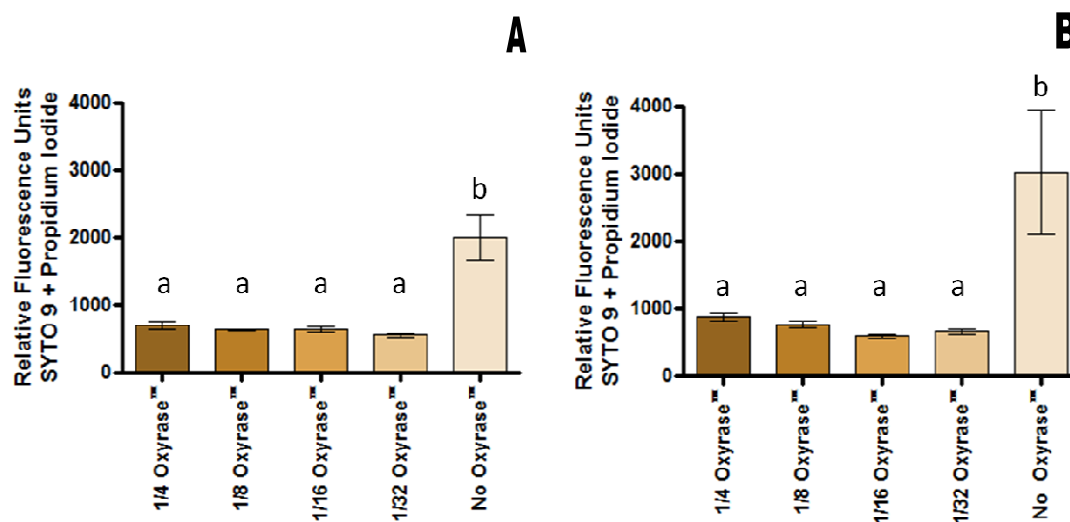 A
Relative Fluorescence Units
SYTO 9 + Propidium Iodide
4000
3000
2000
1000
0
a
a
a
a
b
1/4 Oxyrase™
1/8 Oxyrase™
1/16 Oxyrase™
1/32 Oxyrase™
No Oxyrase™
B
Relative Fluorescence Units
SYTO 9 + Propidium Iodide
4000
3000
2000
1000
0
a
a
a
a
b
1/4 Oxyrase™
1/8 Oxyrase™
1/16 Oxyrase™
1/32 Oxyrase™
No Oxyrase™